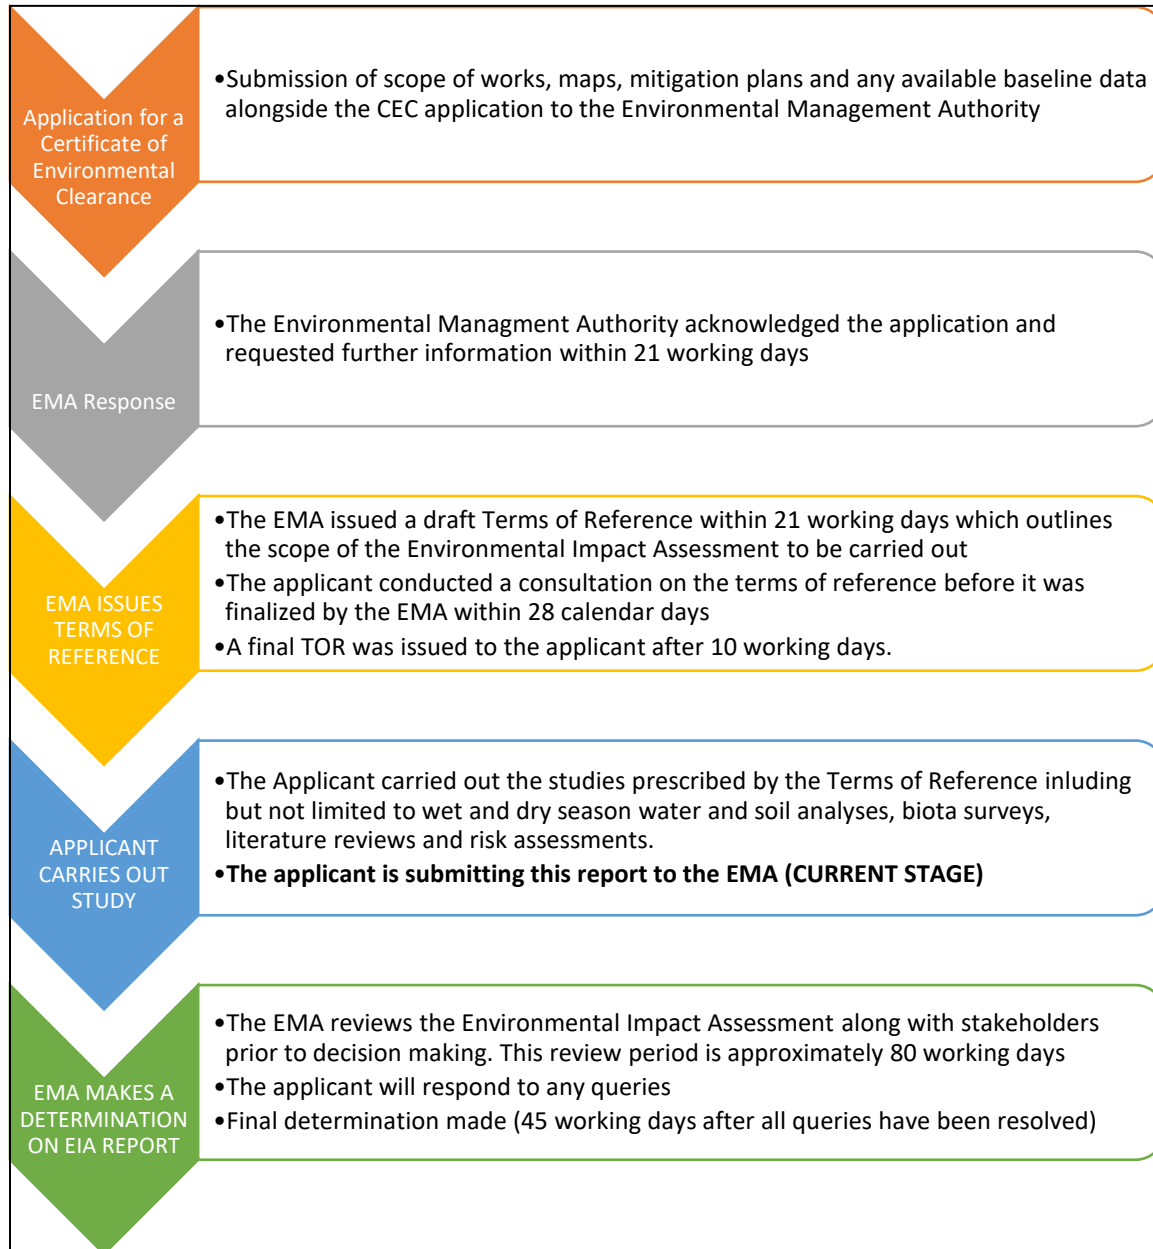 Application for a
Certificate of
Environmental
Clearance
•Submission of scope of works, maps, mitigation plans and any available baseline data
alongside the CEC application to the Environmental Management Authority
EMA Response
•The Environmental Managment Authority acknowledged the application and
requested further information within 21 working days
EMA ISSUES
TERMS OF
REFERENCE
•The EMA issued a draft Terms of Reference within 21 working days which outlines
the scope of the Environmental Impact Assessment to be carried out
•The applicant conducted a consultation on the terms of reference before it was
finalized by the EMA within 28 calendar days
•A final TOR was issued to the applicant after 10 working days.
APPLICANT
CARRIES OUT
STUDY
•The Applicant carried out the studies prescribed by the Terms of Reference inluding
but not limited to wet and dry season water and soil analyses, biota surveys,
literature reviews and risk assessments.
•The applicant is submitting this report to the EMA (CURRENT STAGE)
EMA MAKES A
DETERMINATION
ON EIA REPORT
•The EMA reviews the Environmental Impact Assessment along with stakeholders
prior to decision making. This review period is approximately 80 working days
•The applicant will respond to any queries
•Final determination made (45 working days after all queries have been resolved)